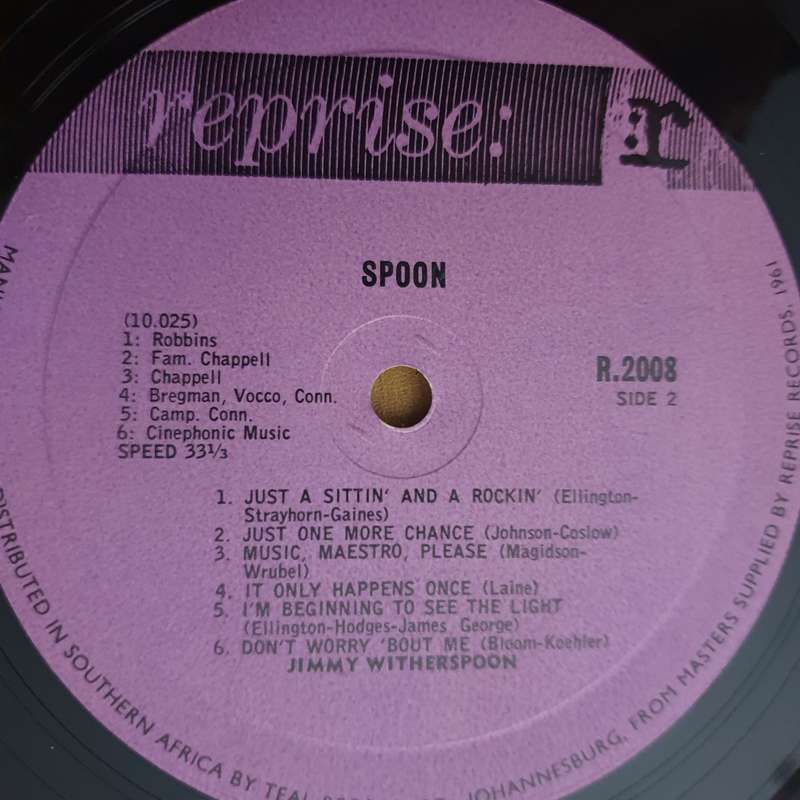 reprise: r
SPOON
(10.025)
1: Robbins
2: Fam. Chappell
3: Chappell
4: Bregman, Vocco, Conn.
5: Camp. Conn.
6: Cinephonic Music
SPEED 33⅓
R.2008
SIDE 2
1. JUST A SITTIN' AND A ROCKIN' (Ellington-
Strayhorn-Gaines)
2. JUST ONE MORE CHANCE (Johnson-Coslow)
3. MUSIC, MAESTRO, PLEASE (Magidson-
Wrubel)
4. IT ONLY HAPPENS ONCE (Laine)
5. I'M BEGINNING TO SEE THE LIGHT
(Ellington-Hodges-James George)
6. DON'T WORRY 'BOUT ME (Bloom-Koehler)
JIMMY WITHERSPOON
DISTRIBUTED IN SOUTHERN AFRICA BY TEAL JOHANNESBURG, FROM MASTERS SUPPLIED BY REPRISE RECORDS, 1961